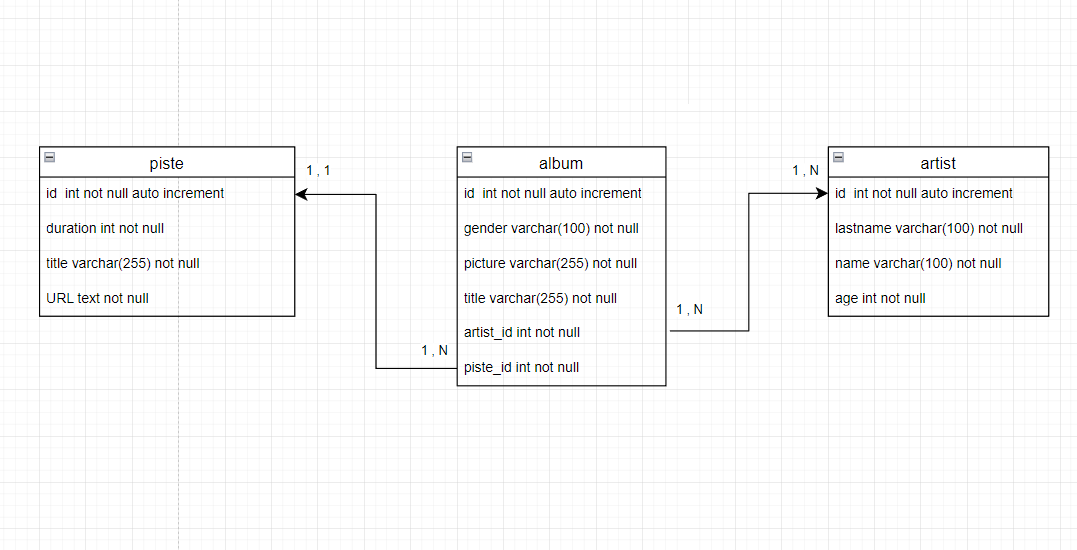 piste
id int not null auto increment
duration int not null
title varchar(255) not null
URL text not null
1 , 1
1 , N
album
id int not null auto increment
gender varchar(100) not null
picture varchar(255) not null
title varchar(255) not null
artist_id int not null
piste_id int not null
1 , N
1 , N
artist
id int not null auto increment
lastname varchar(100) not null
name varchar(100) not null
age int not null